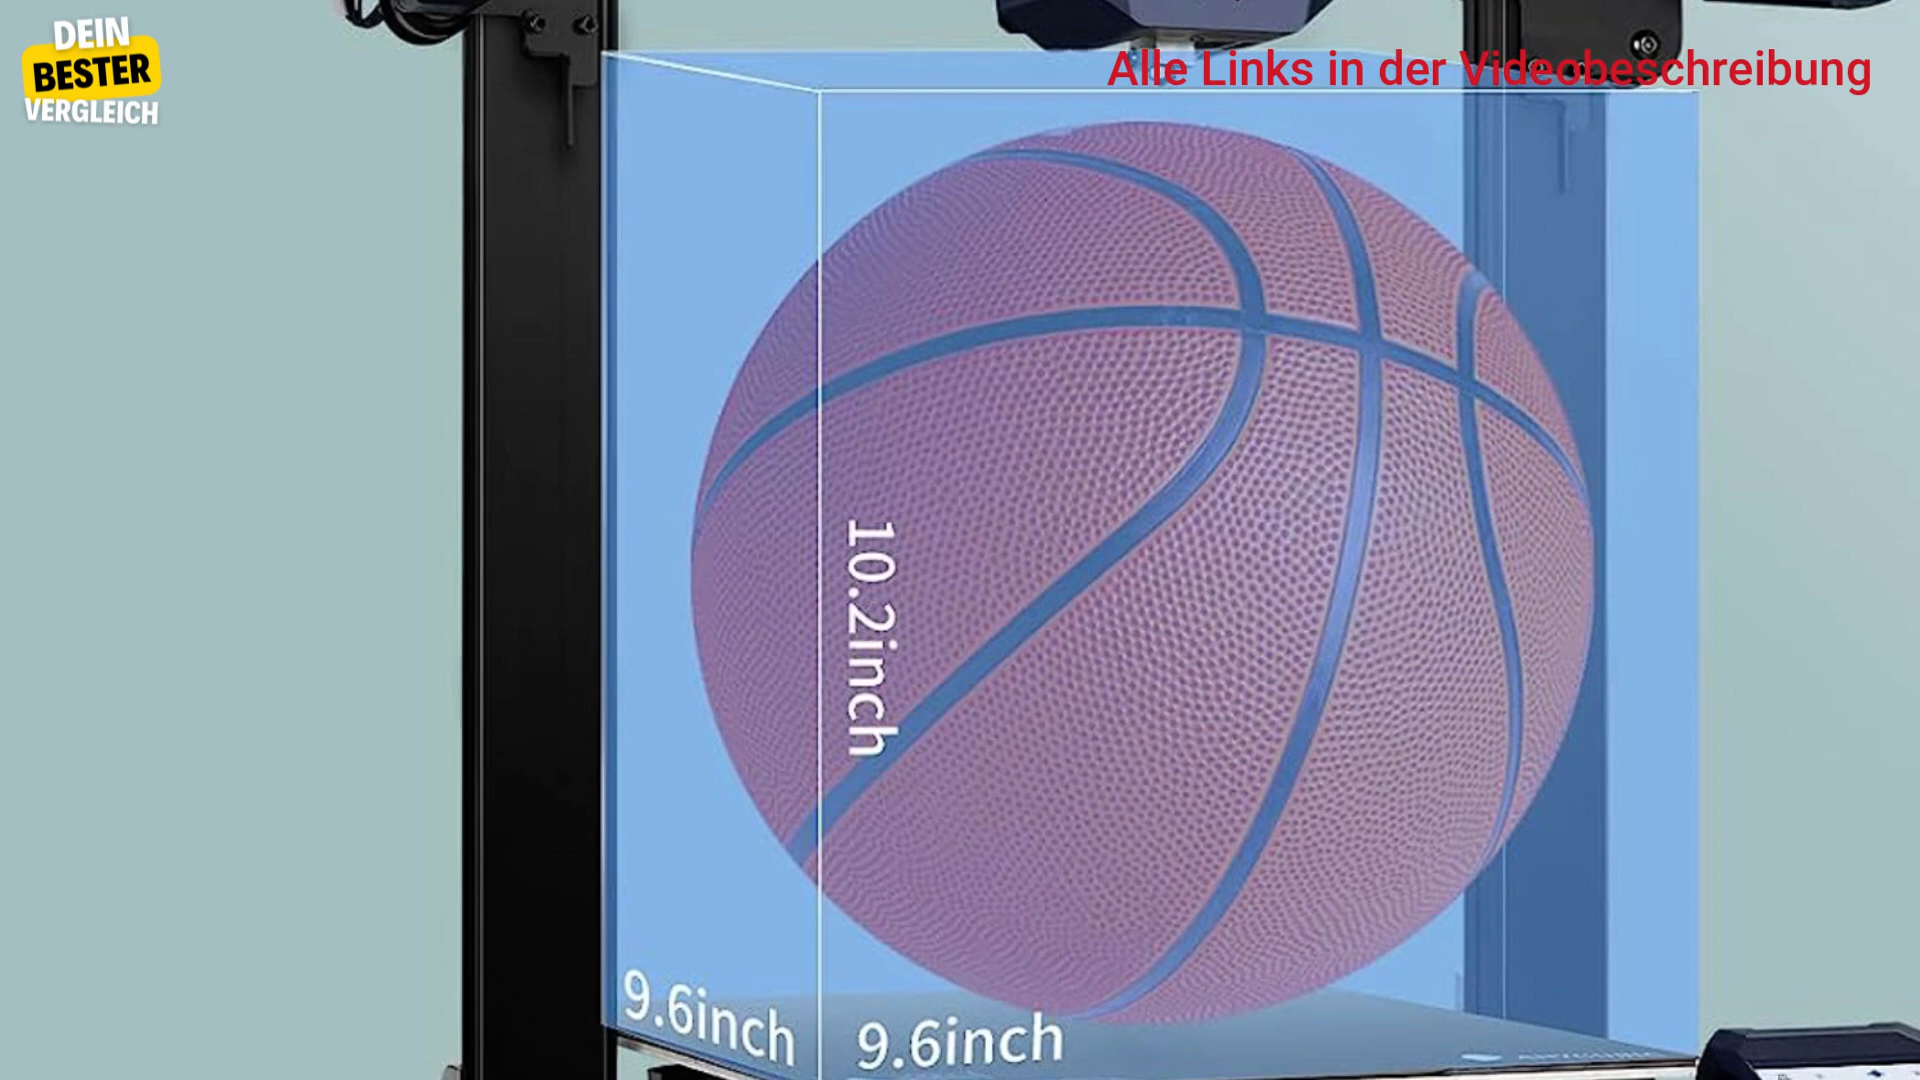 DEIN
BESTER
VERGLEICH
Alle Links in der Videobeschreibung
10.2inch
9.6inch
9.6inch